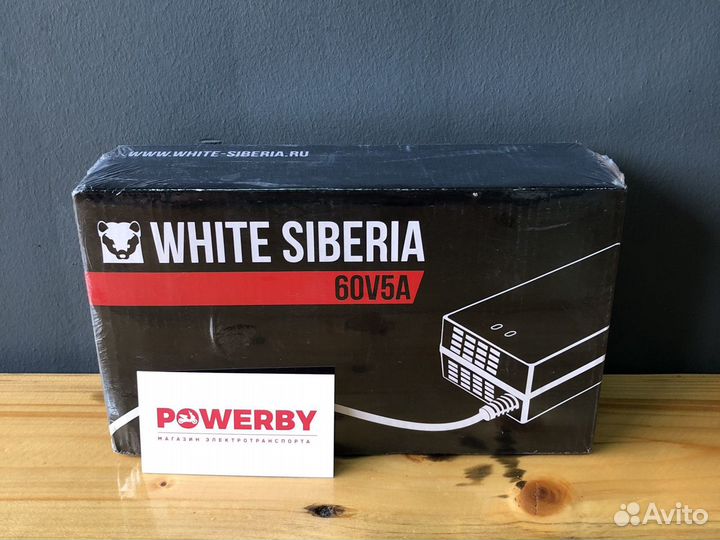 WWW.WHITE-SIBERIA.RU
WHITE SIBERIA
60V5A
POWERBY
МАГАЗИН ЭЛЕКТРОТРАНСПОРТА
Avito